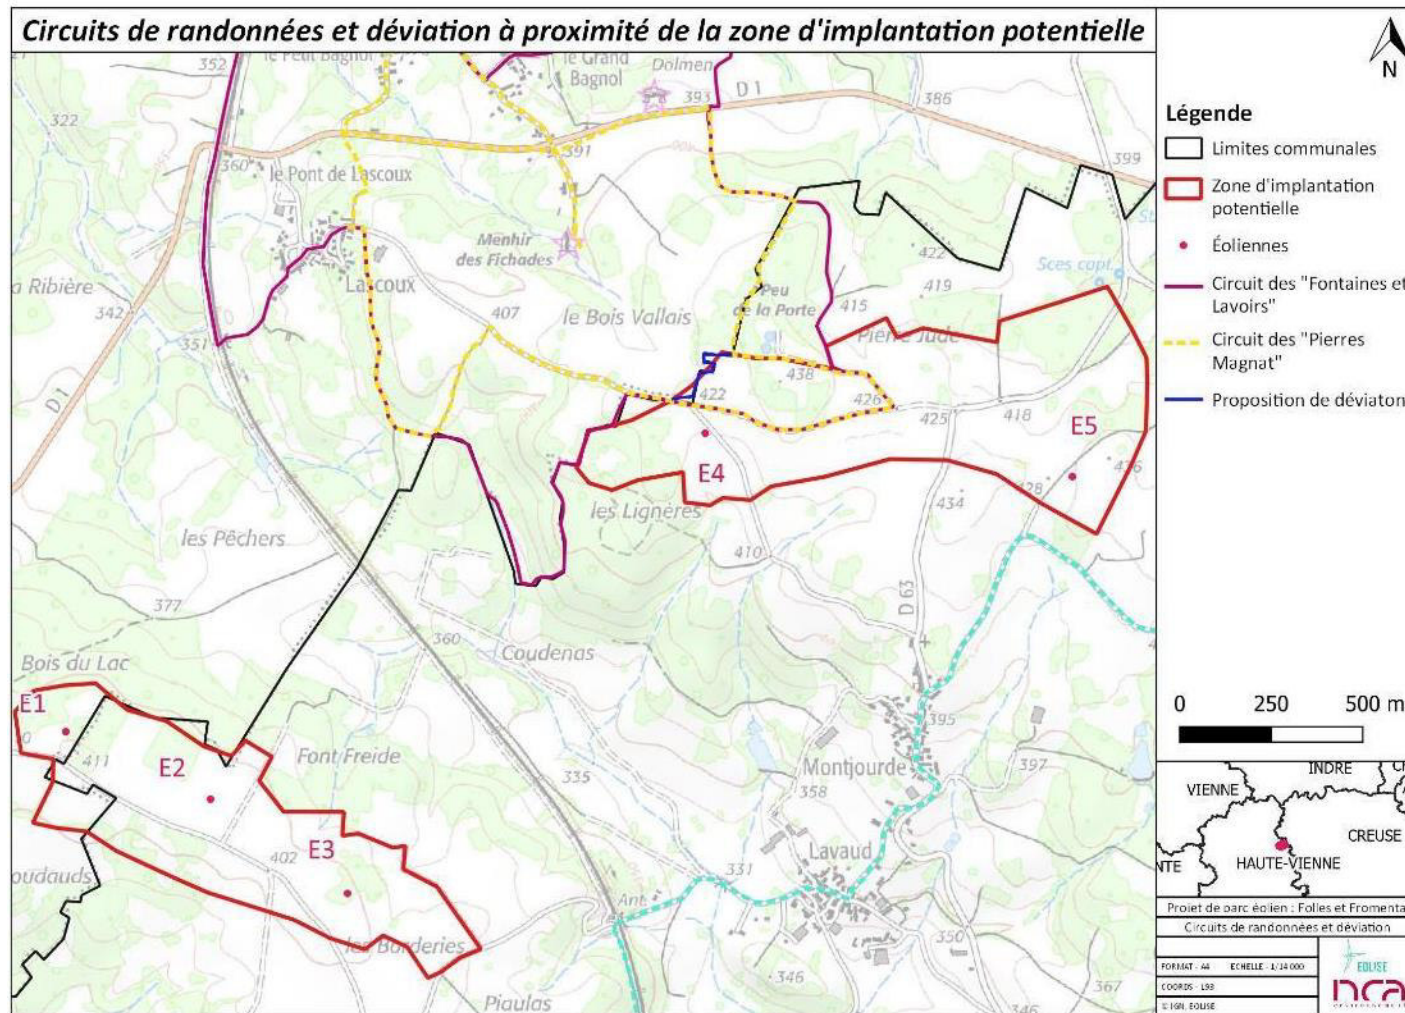 Circuits de randonnées et déviation à proximité de la zone d'implantation potentielle
N
Légende
Limites communales
Zone d'implantation
potentielle
Éoliennes
Circuit des "Fontaines et
Lavoirs"
Circuit des "Pierres
Magnat"
Proposition de déviaton
0 250 500 m
INDRE
VIENNE
CREUSE
HAUTE-VIENNE
Projet de parc éolien : Folles et Fromenta
Circuits de randonnées et déviation
FORMAT - A4 ECHELLE - 1/14 000
COORDS - L93
© IGN, EOLISE
EOLISE
nca
352
le Petit Bagnol
le Grand
Bagnol
Dolmen
393
D 1
386
322
399
360
391
le Pont de Lascoux
Menhir
des Fichades
422
Sces capt.
Lascoux
419
Peu
de la Porte
415
a Ribière
342
407
le Bois Vallais
351
Pierre Jude
438
D 1
422
426
425
418
E5
E4
436
428
les Lignères
434
les Pêchers
410
D 63
377
360
Coudenas
Bois du Lac
E1
395
411
E2
Font Freide
335
Montjourde
397
358
E3
402
Lavaud
331
oudauds
Ant.
les Borderies
350
346
Piaulas
346
367